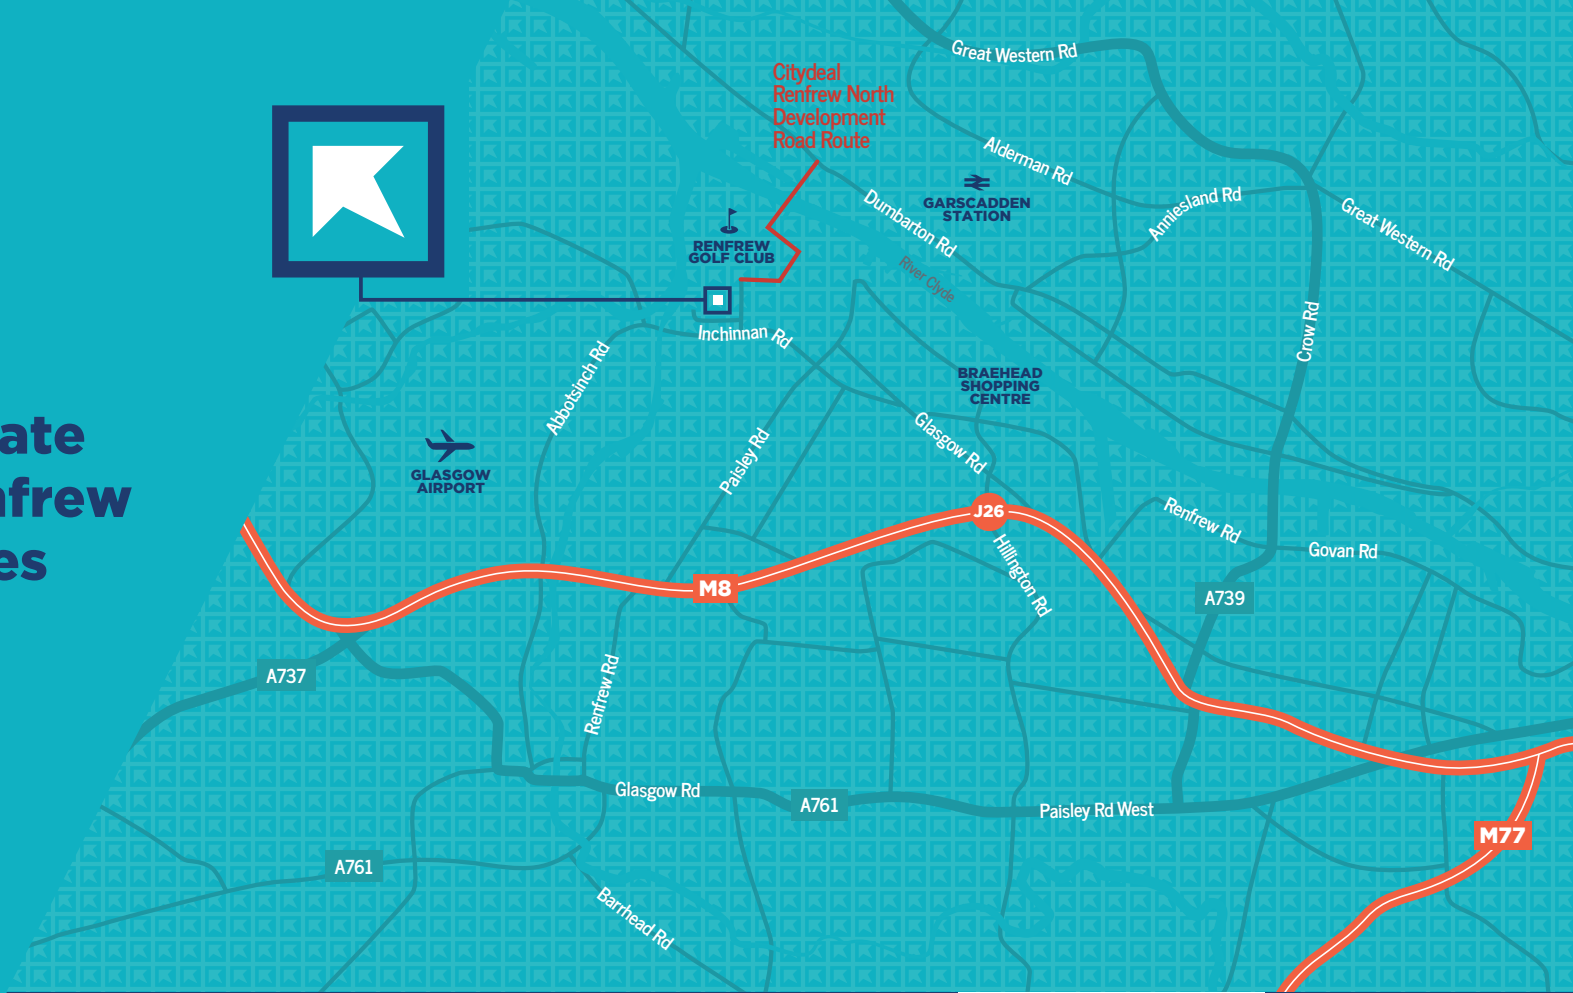 Great Western Rd
Citydeal
Renfrew North
Development
Road Route
Alderman Rd
GARSCADDEN
STATION
Anniesland Rd
Great Western Rd
Dumbarton Rd
RENFREW
GOLF CLUB
River Clyde
Inchinnan Rd
Crow Rd
Abbotsinch Rd
BRAEHEAD
SHOPPING
CENTRE
ate
nfrew
es
GLASGOW
AIRPORT
Paisley Rd
Glasgow Rd
J26
Renfrew Rd
Govan Rd
Hillington Rd
M8
A739
A737
Renfrew Rd
Glasgow Rd
A761
Paisley Rd West
M77
A761
Barrhead Rd